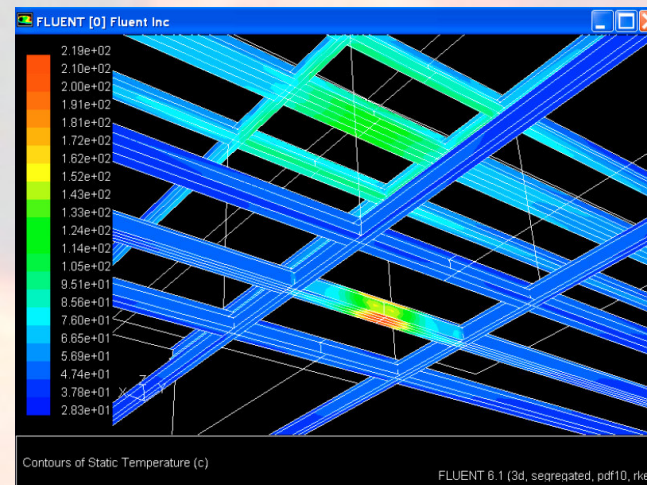 FLUENT [0] Fluent Inc
2.19e+02
2.10e+02
2.00e+02
1.91e+02
1.81e+02
1.72e+02
1.62e+02
1.52e+02
1.43e+02
1.33e+02
1.24e+02
1.14e+02
1.05e+02
9.51e+01
8.56e+01
7.60e+01
6.65e+01
5.69e+01
4.74e+01
3.78e+01
2.83e+01
Z
X Y
Contours of Static Temperature (c)
FLUENT 6.1 (3d, segregated, pdf10, rke